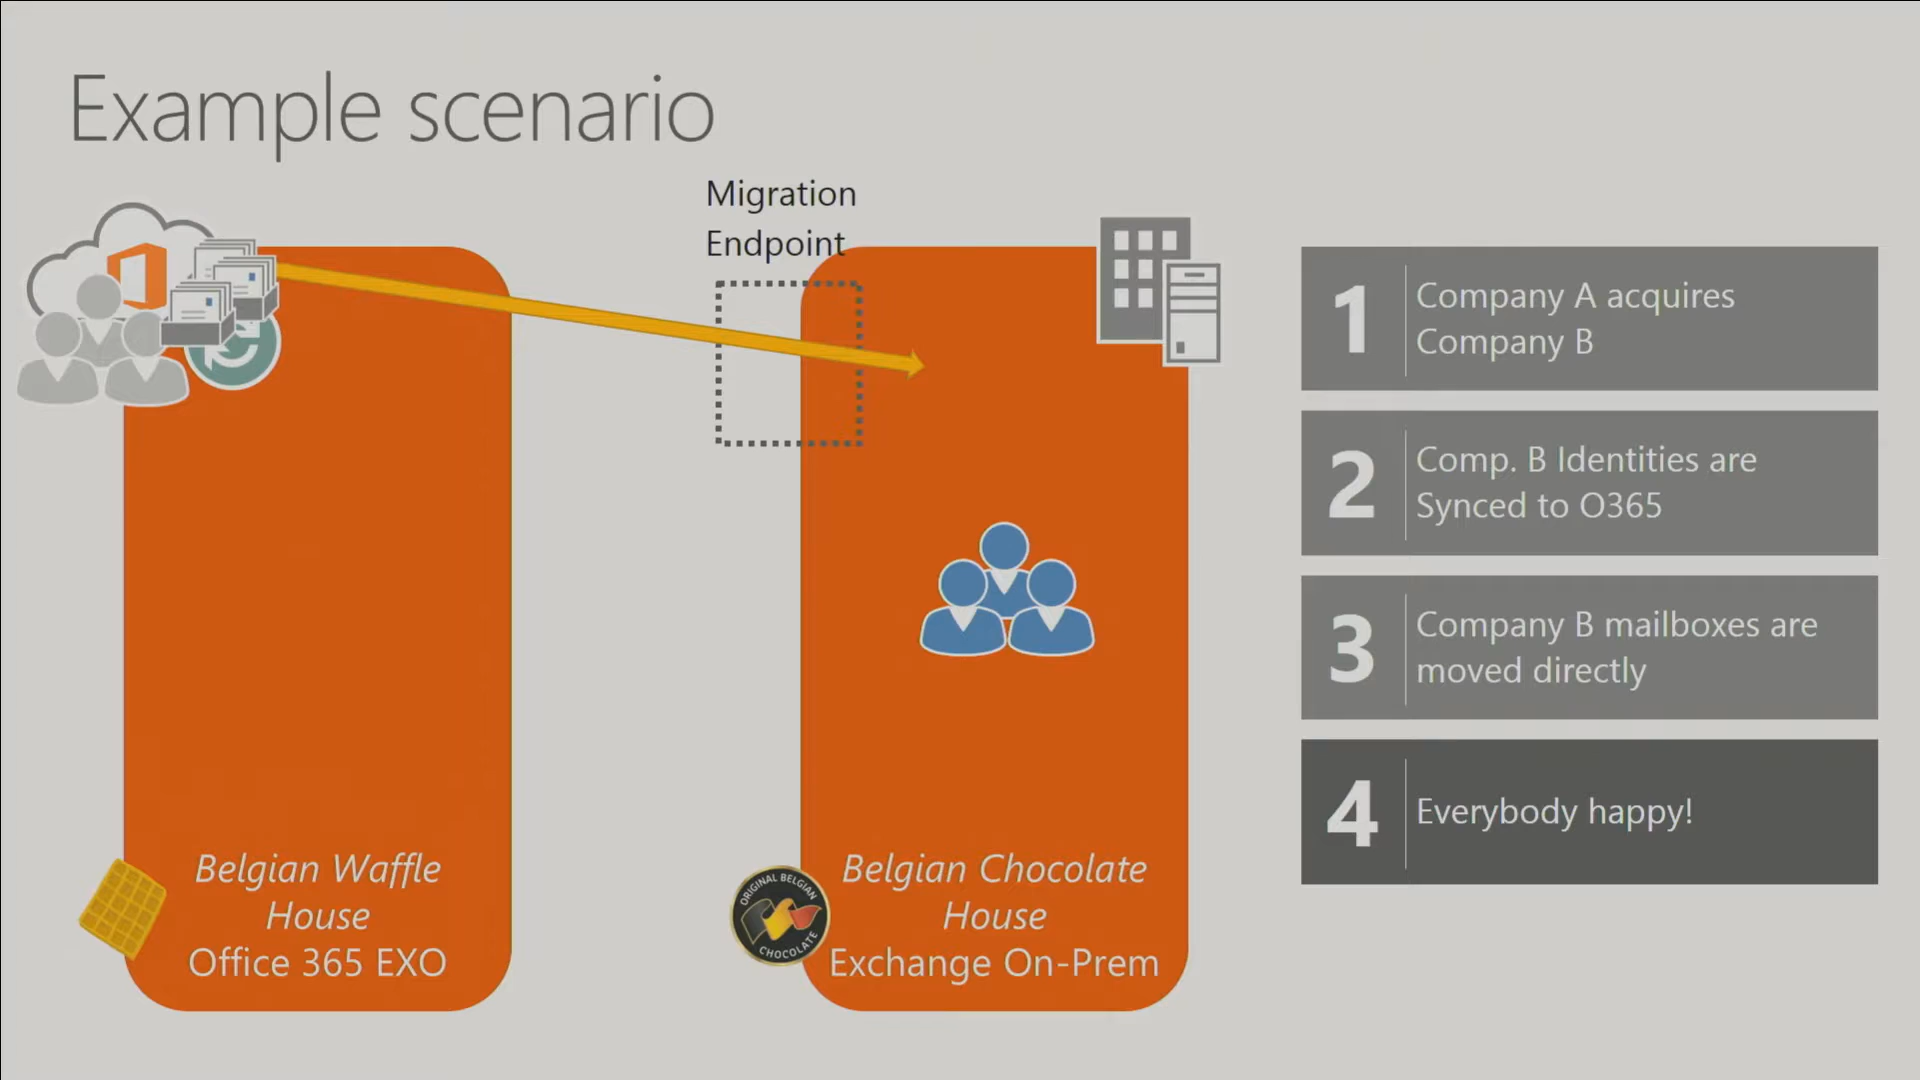 Example scenario
Migration
Endpoint
1
Company A acquires
Company B
2
Comp. B Identities are
Synced to O365
3
Company B mailboxes are
moved directly
4
Everybody happy!
Belgian Waffle
House
Office 365 EXO
ORIGINAL BELGIAN
CHOCOLATE
Belgian Chocolate
House
Exchange On-Prem